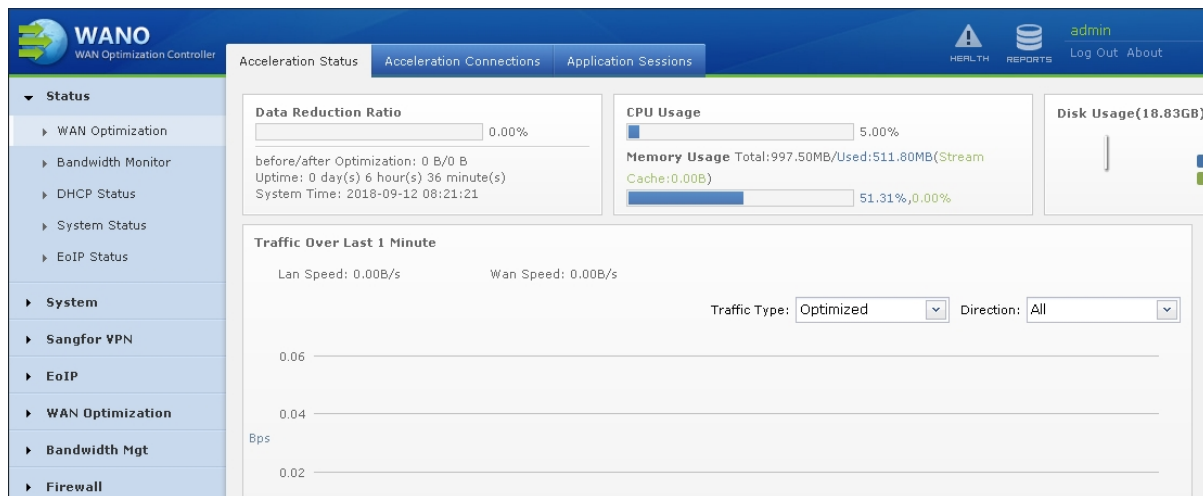 WANO
WAN Optimization Controller
Acceleration Status
Acceleration Connections
Application Sessions
HEALTH
REPORTS
admin
Log Out About
Status
WAN Optimization
Bandwidth Monitor
DHCP Status
System Status
EoIP Status
System
Sangfor VPN
EoIP
WAN Optimization
Bandwidth Mgt
Firewall
Data Reduction Ratio
0.00%
before/after Optimization: 0 B/0 B
Uptime: 0 day(s) 6 hour(s) 36 minute(s)
System Time: 2018-09-12 08:21:21
CPU Usage
5.00%
Memory Usage Total:997.50MB/Used:511.80MB(Stream
Cache:0.00B)
51.31%,0.00%
Disk Usage(18.83GB)
Traffic Over Last 1 Minute
Lan Speed: 0.00B/s
Wan Speed: 0.00B/s
Traffic Type: Optimized
Direction: All
0.06
0.04
Bps
0.02